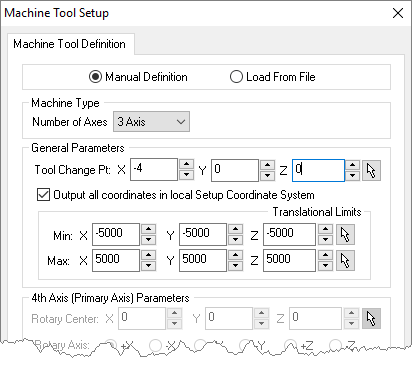 Machine Tool Setup
Machine Tool Definition
Manual Definition Load From File
Machine Type
Number of Axes 3 Axis
General Parameters
Tool Change Pt: X -4 Y 0 Z 0
Output all coordinates in local Setup Coordinate System
Translational Limits
Min: X -5000 Y -5000 Z -5000
Max: X 5000 Y 5000 Z 5000
4th Axis (Primary Axis) Parameters
Rotary Center: X 0 Y 0 Z 0
Rotary Axis: +X -X +Y -Y +Z -Z